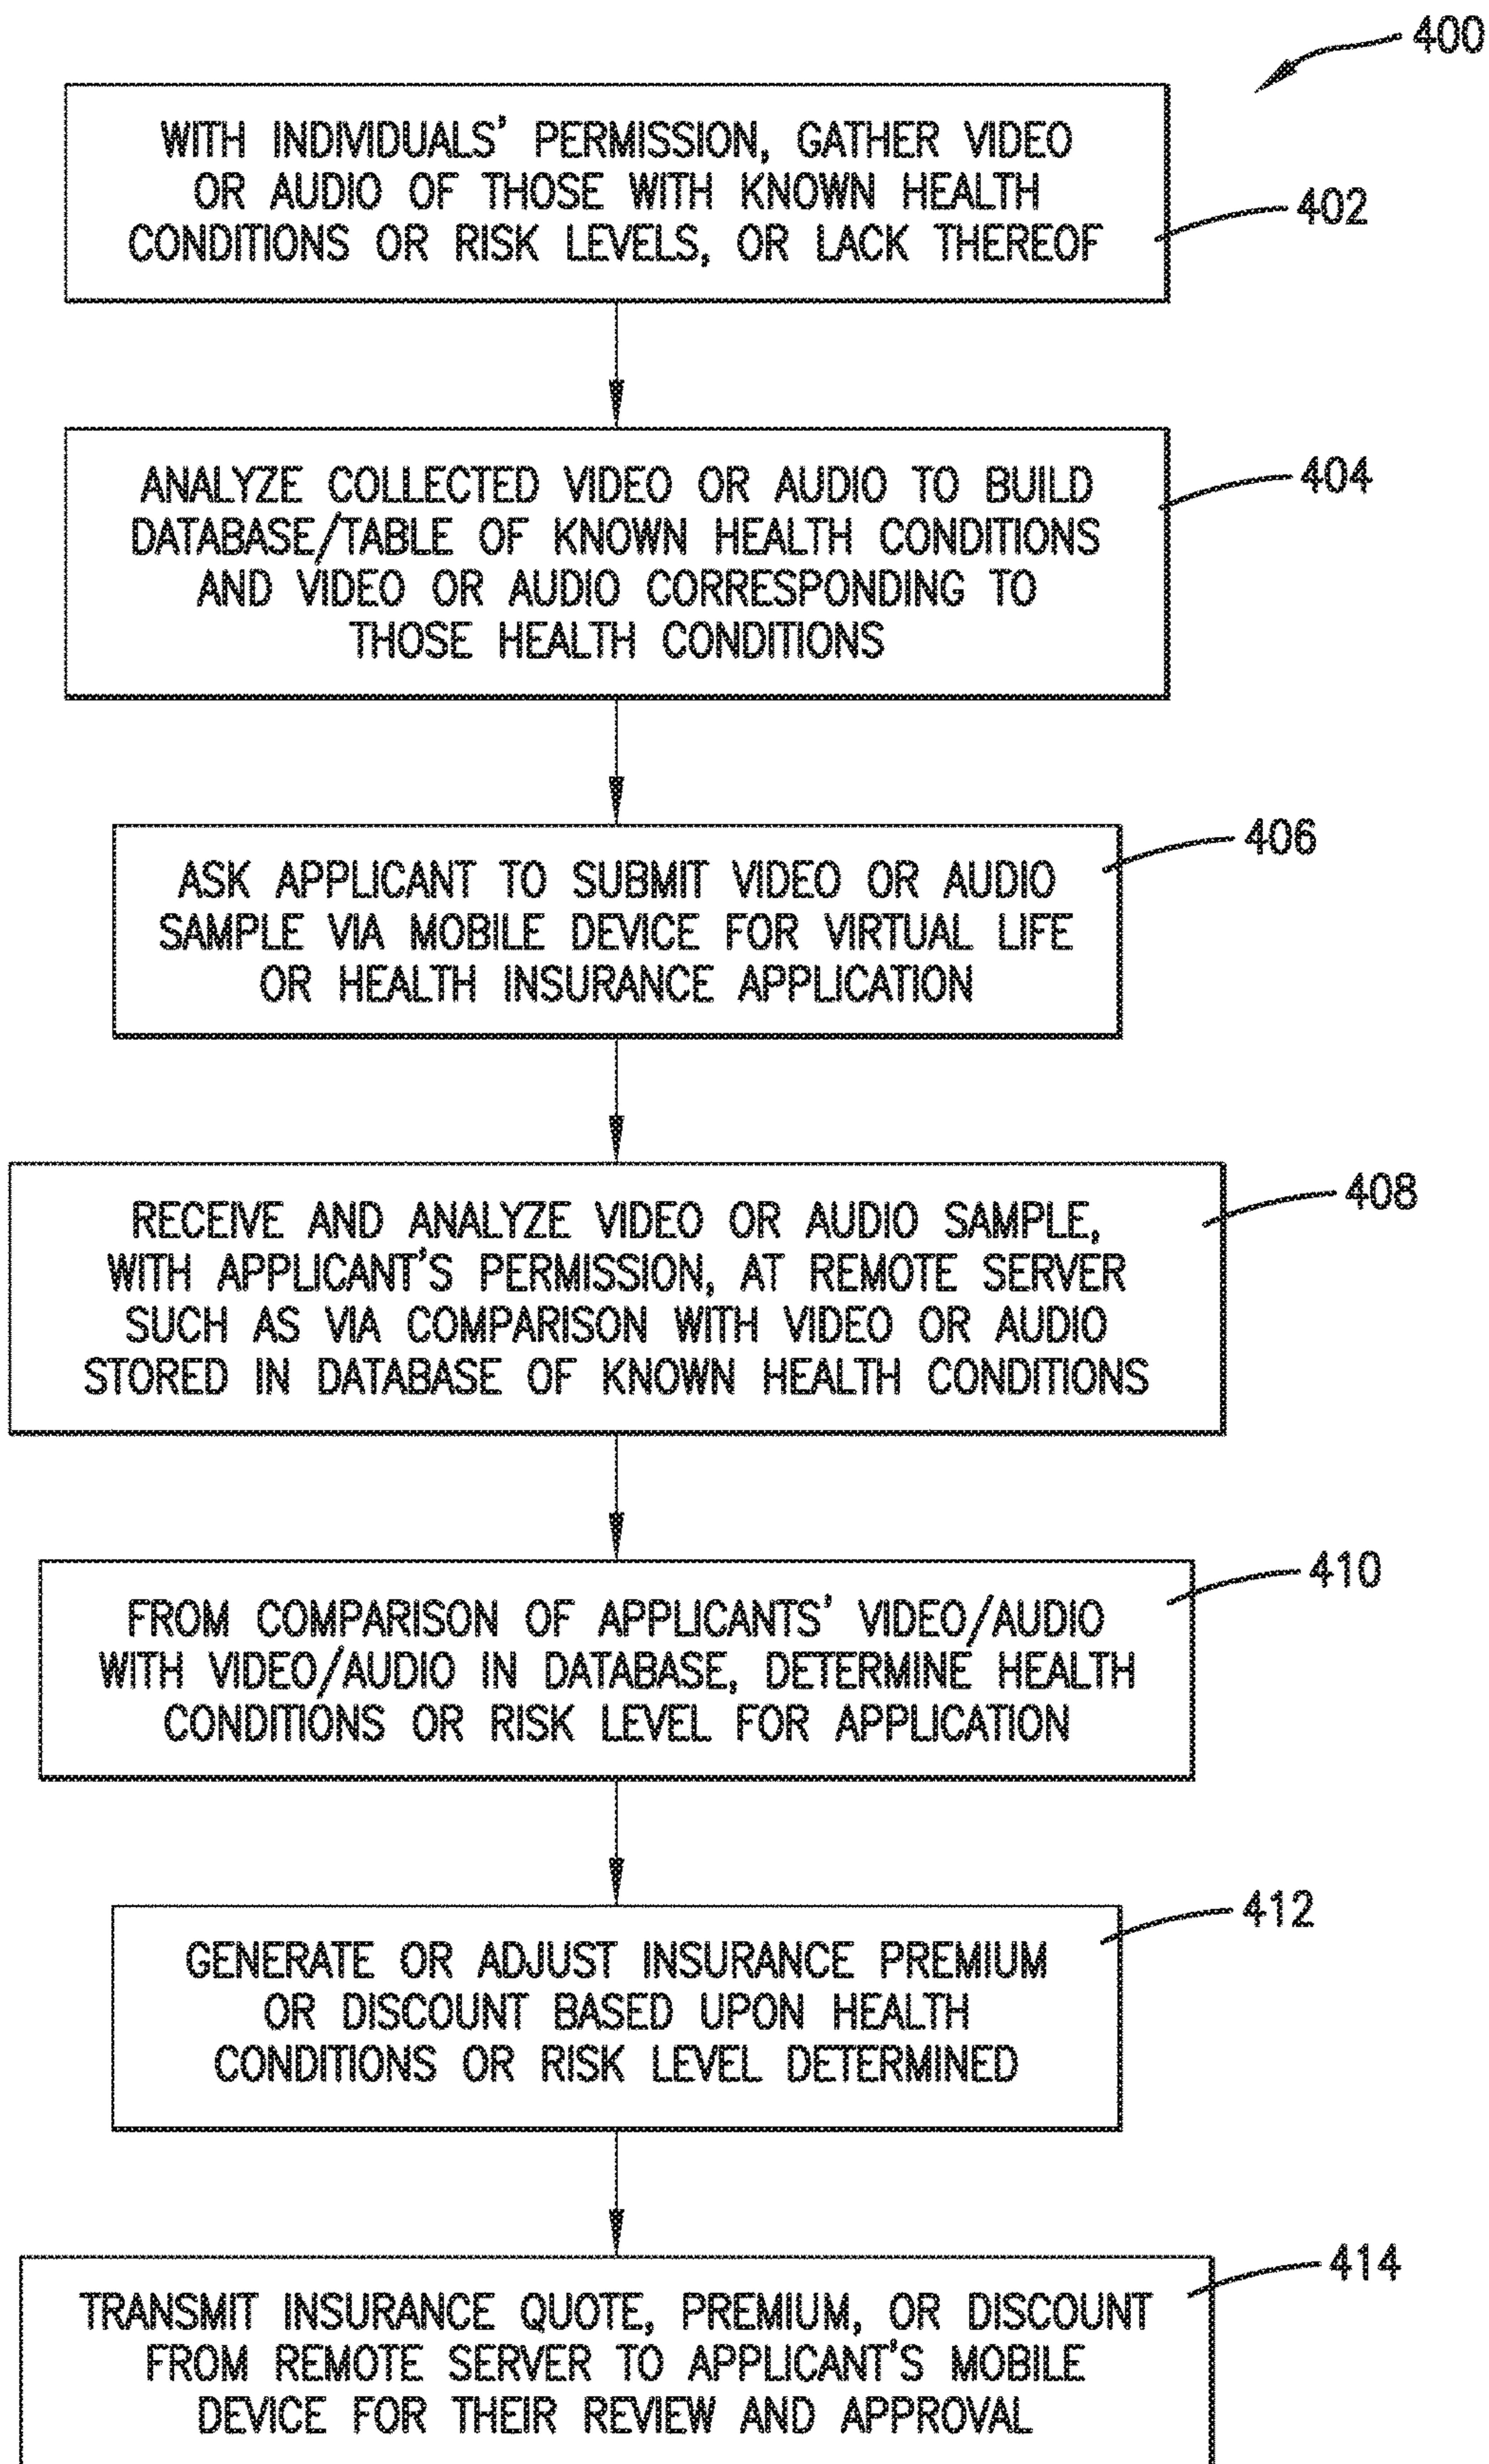 400
WITH INDIVIDUALS' PERMISSION, GATHER VIDEO
OR AUDIO OF THOSE WITH KNOWN HEALTH
CONDITIONS OR RISK LEVELS, OR LACK THEREOF
402
ANALYZE COLLECTED VIDEO OR AUDIO TO BUILD
DATABASE/TABLE OF KNOWN HEALTH CONDITIONS
AND VIDEO OR AUDIO CORRESPONDING TO
THOSE HEALTH CONDITIONS
404
ASK APPLICANT TO SUBMIT VIDEO OR AUDIO
SAMPLE VIA MOBILE DEVICE FOR VIRTUAL LIFE
OR HEALTH INSURANCE APPLICATION
406
RECEIVE AND ANALYZE VIDEO OR AUDIO SAMPLE,
WITH APPLICANT'S PERMISSION, AT REMOTE SERVER
SUCH AS VIA COMPARISON WITH VIDEO OR AUDIO
STORED IN DATABASE OF KNOWN HEALTH CONDITIONS
408
FROM COMPARISON OF APPLICANTS' VIDEO/AUDIO
WITH VIDEO/AUDIO IN DATABASE, DETERMINE HEALTH
CONDITIONS OR RISK LEVEL FOR APPLICATION
410
GENERATE OR ADJUST INSURANCE PREMIUM
OR DISCOUNT BASED UPON HEALTH
CONDITIONS OR RISK LEVEL DETERMINED
412
TRANSMIT INSURANCE QUOTE, PREMIUM, OR DISCOUNT
FROM REMOTE SERVER TO APPLICANT'S MOBILE
DEVICE FOR THEIR REVIEW AND APPROVAL
414